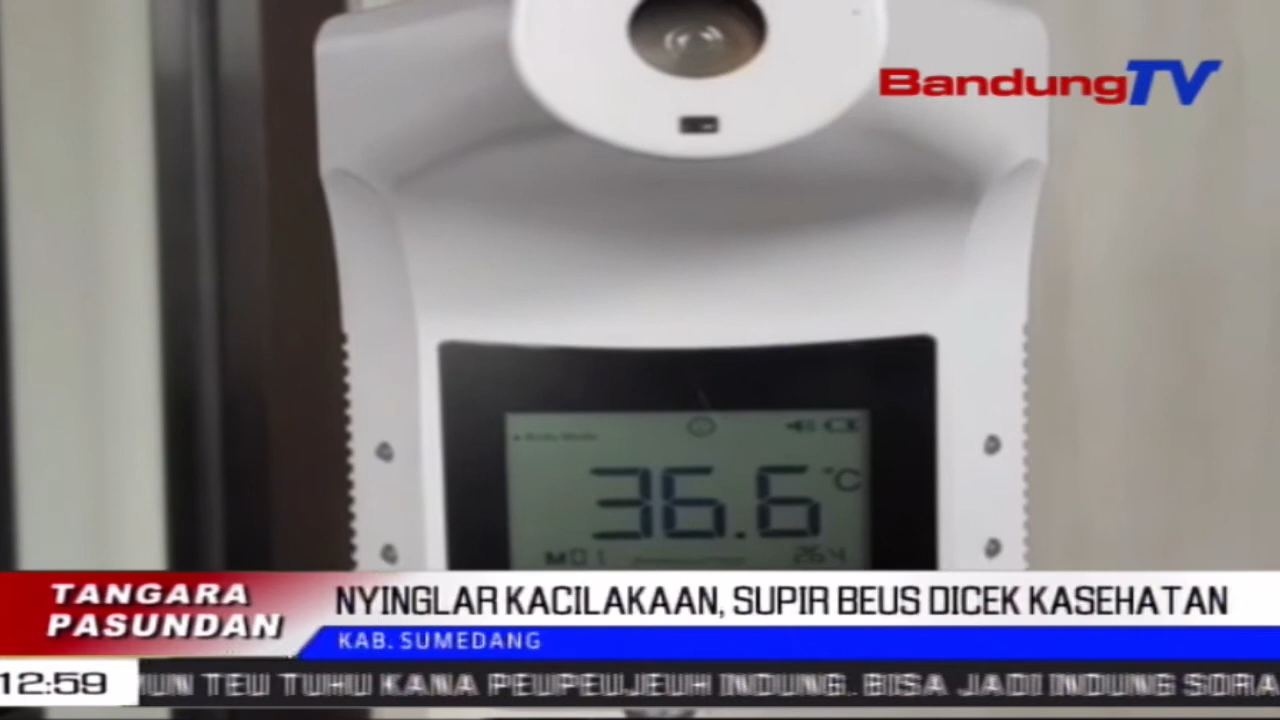 BandungTV
36.6 °C
TANGARA PASUNDAN
NYINGLAR KACILAKAAN, SUPIR BEUS DICEK KASEHATAN
KAB. SUMEDANG
12:59
TEU TUHU KANA PEUPEUJEUH INDUNG. BISA JADI INDUNG